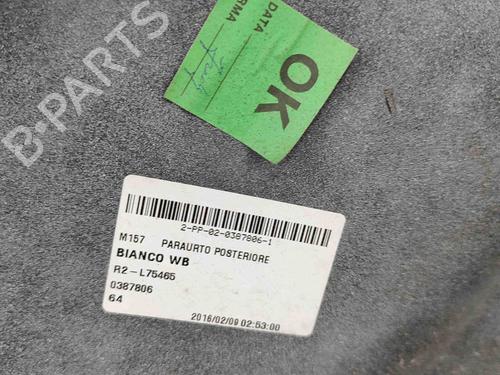 B-PARTS
DATA
RMA
OK
2-PP-02-0387806-1
M157 PARAURTO POSTERIORE
BIANCO WB
R2-L75465
0387806
64
2016/02/09 02:53:00